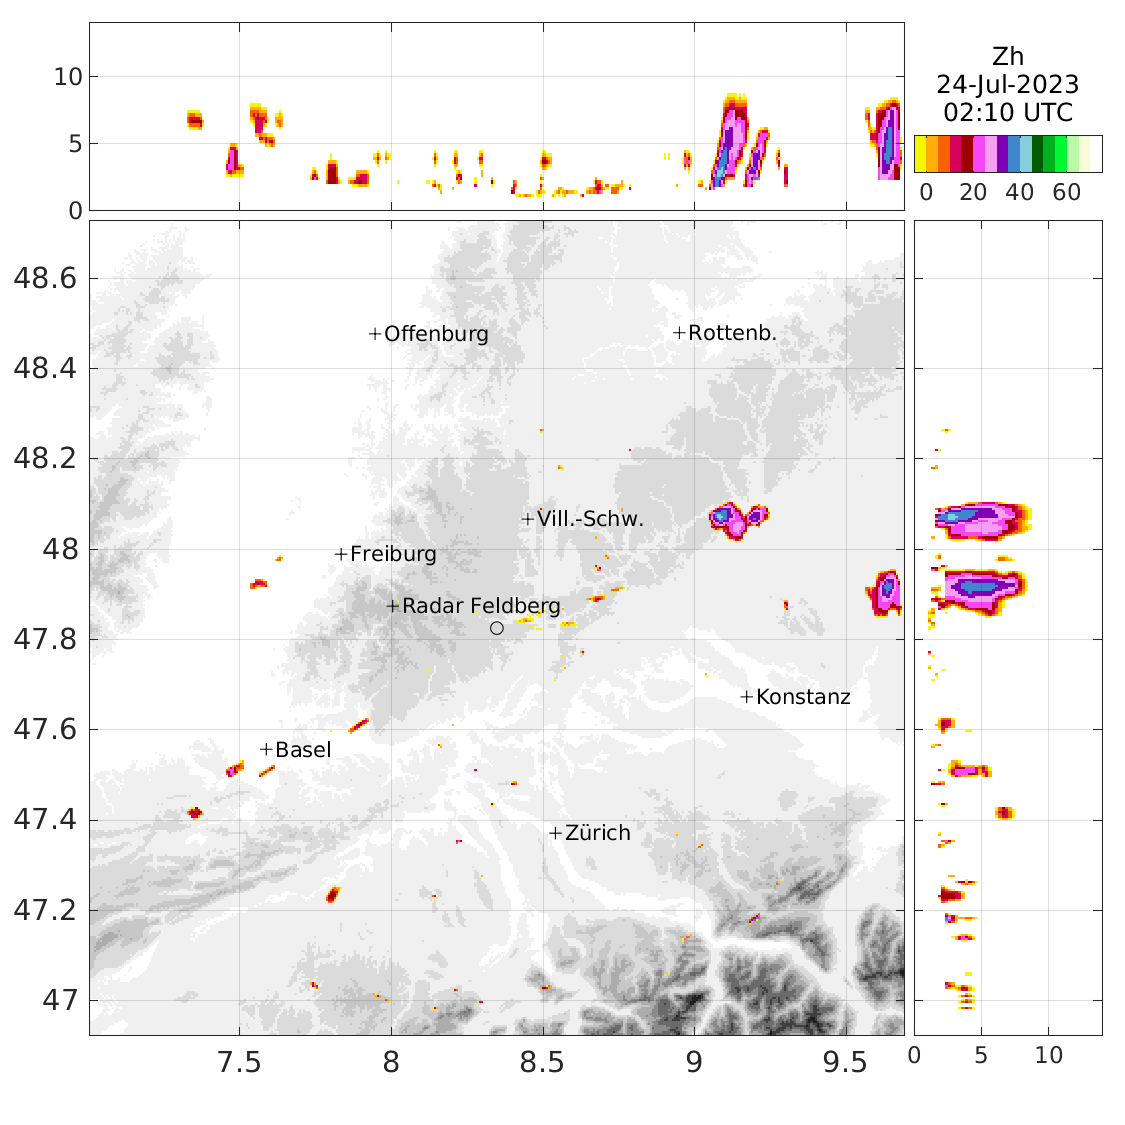 Zh
24-Jul-2023
02:10 UTC
0 20 40 60
10
5
0
48.6
48.4
48.2
48
47.8
47.6
47.4
47.2
47
+Offenburg
+Rottenb.
+Vill.-Schw.
+Freiburg
+Radar Feldberg
+Konstanz
+Basel
+Zürich
7.5 8 8.5 9 9.5
0 5 10